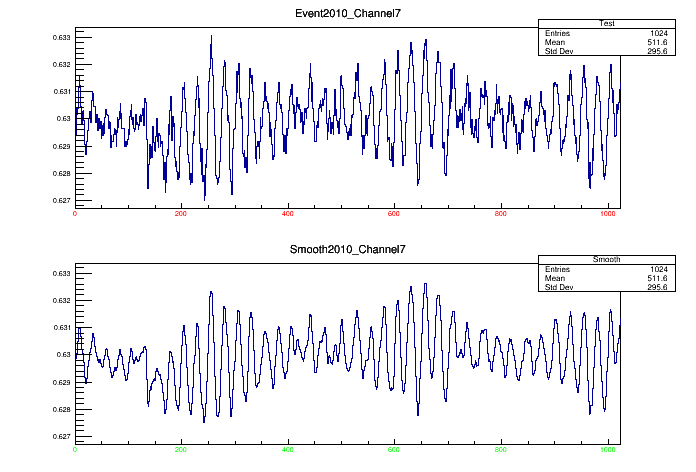 Event2010_Channel7
Test
Entries 1024
Mean 511.6
Std Dev 295.6
0.633
0.632
0.631
0.63
0.629
0.628
0.627
0 200 400 600 800 1000
Smooth2010_Channel7
Smooth
Entries 1024
Mean 511.6
Std Dev 295.6
0.633
0.632
0.631
0.63
0.629
0.628
0.627
0 200 400 600 800 1000